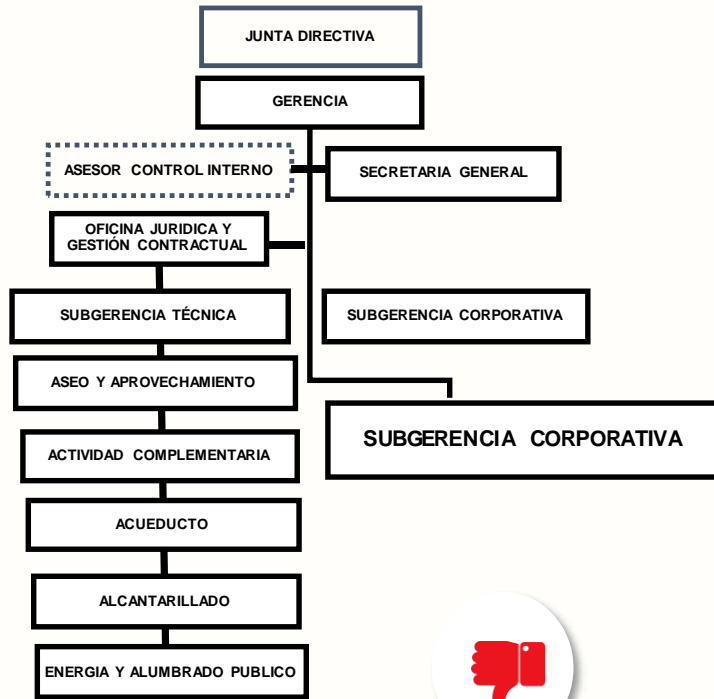 JUNTA DIRECTIVA
GERENCIA
ASESOR CONTROL INTERNO
SECRETARIA GENERAL
OFICINA JURIDICA Y
GESTIÓN CONTRACTUAL
SUBGERENCIA TÉCNICA
SUBGERENCIA CORPORATIVA
ASEO Y APROVECHAMIENTO
SUBGERENCIA CORPORATIVA
ACTIVIDAD COMPLEMENTARIA
ACUEDUCTO
ALCANTARILLADO
ENERGIA Y ALUMBRADO PUBLICO